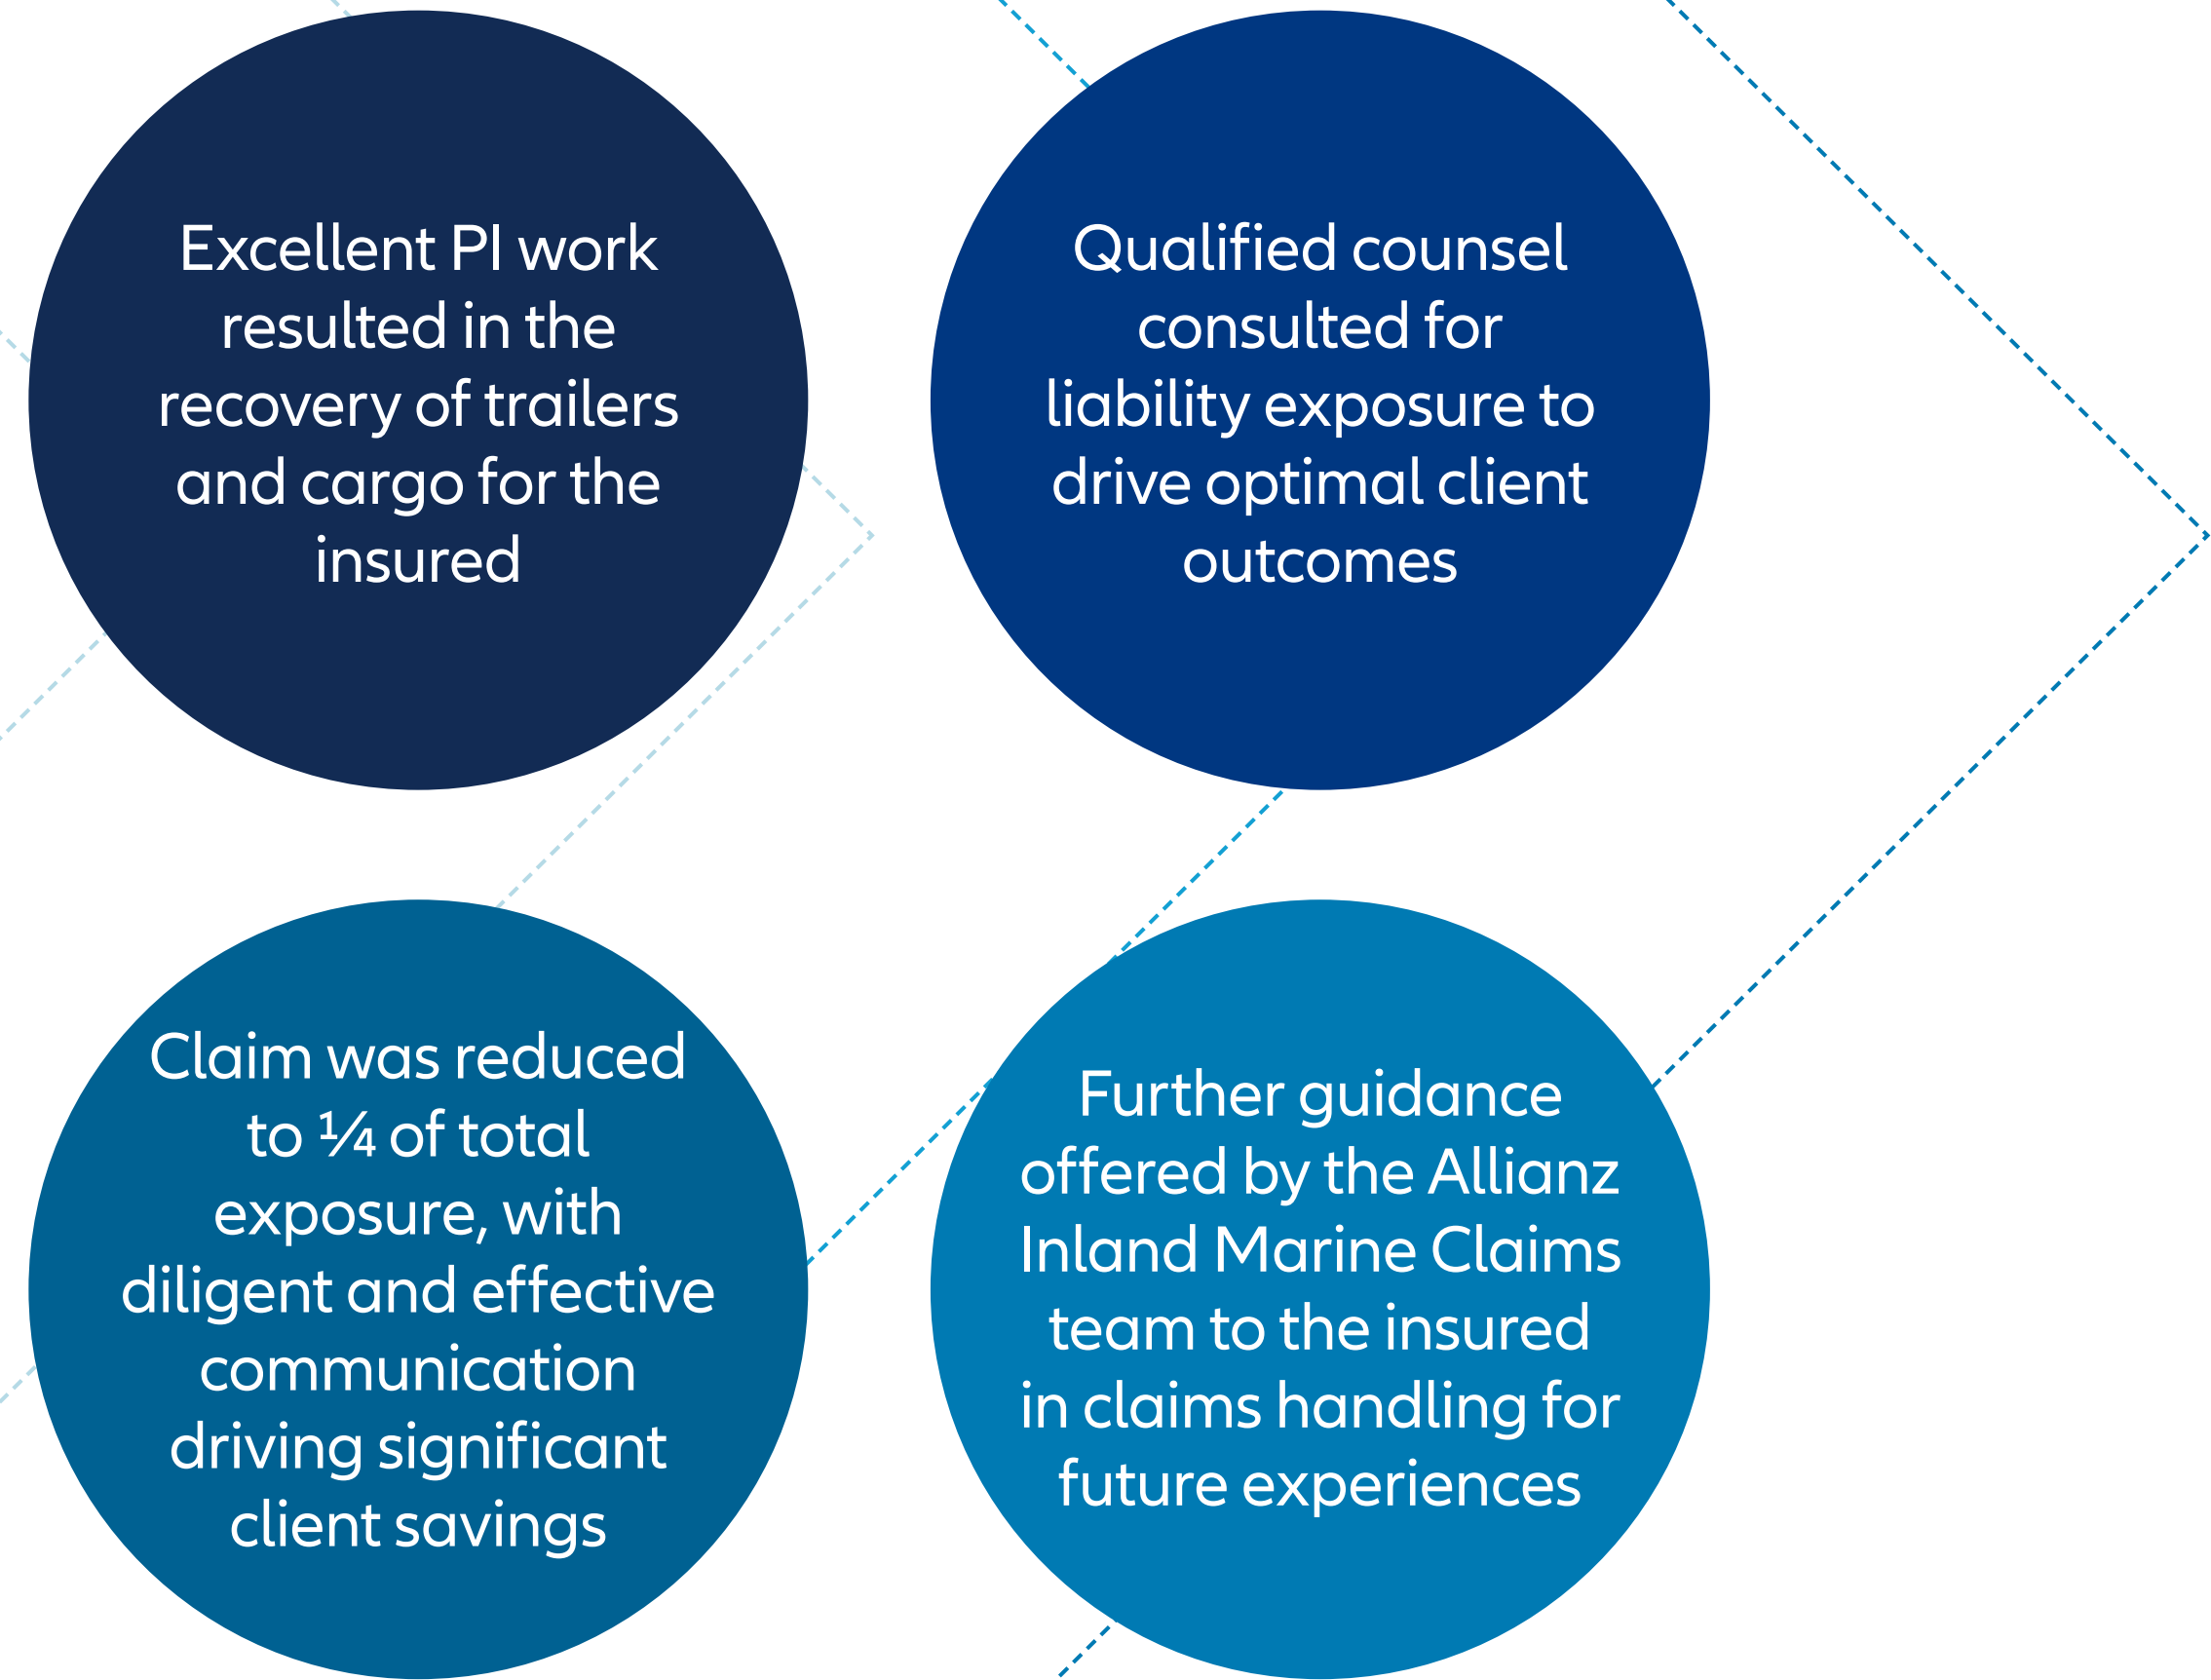 Excellent PI work
resulted in the
recovery of trailers
and cargo for the
insured
Qualified counsel
consulted for
liability exposure to
drive optimal client
outcomes
Claim was reduced
to ¼ of total
exposure, with
diligent and effective
communication
driving significant
client savings
Further guidance
offered by the Allianz
Inland Marine Claims
team to the insured
in claims handling for
future experiences